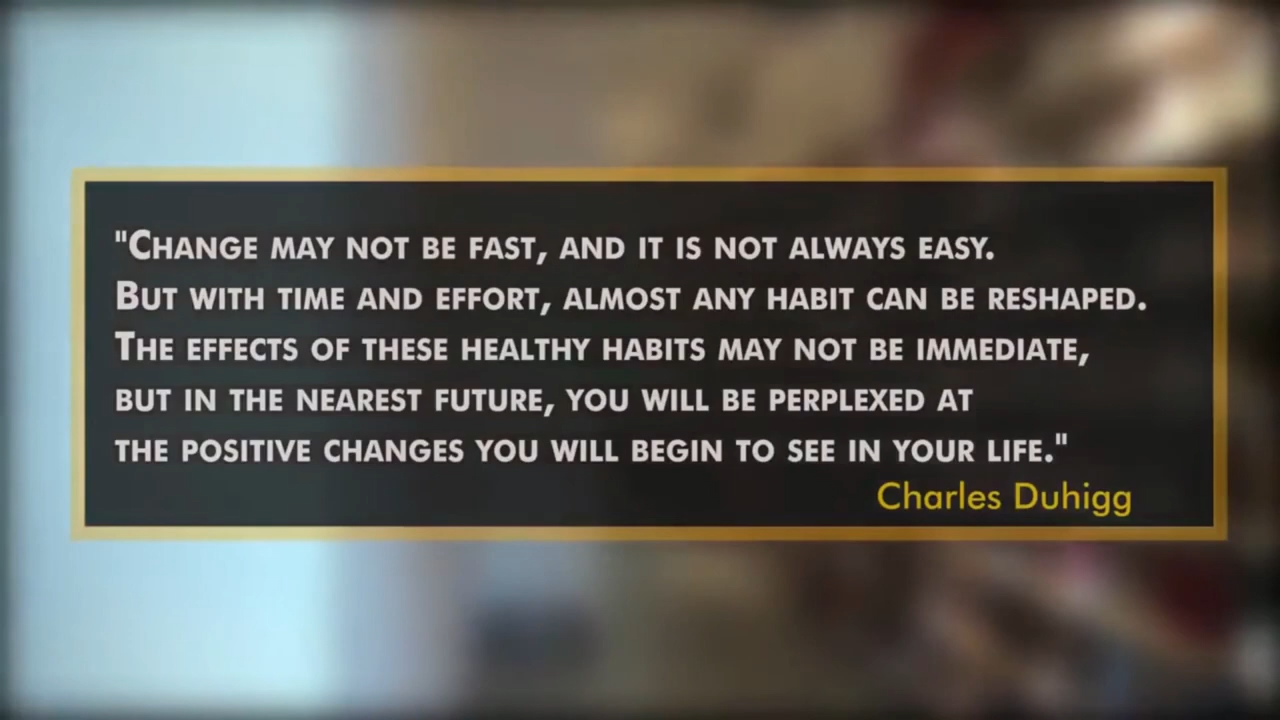 "Change may not be fast, and it is not always easy.
But with time and effort, almost any habit can be reshaped.
The effects of these healthy habits may not be immediate,
but in the nearest future, you will be perplexed at
the positive changes you will begin to see in your life."
Charles Duhigg